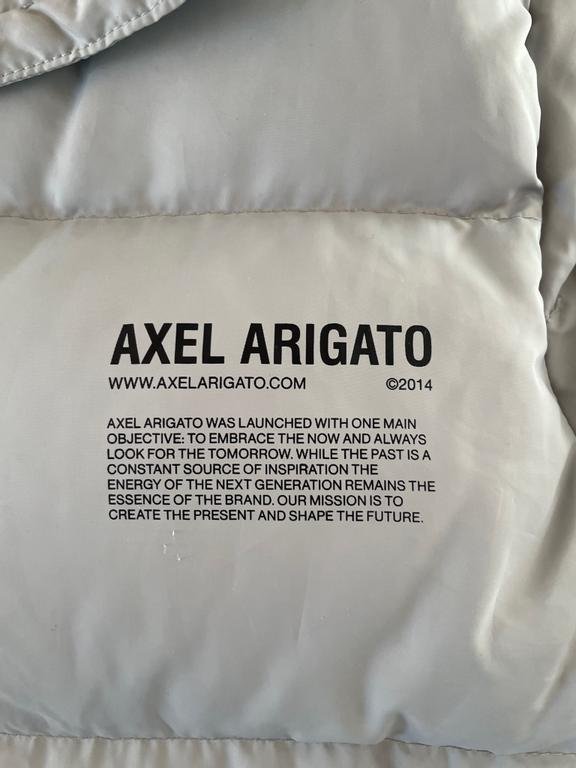 AXEL ARIGATO
WWW.AXELARIGATO.COM ©2014
AXEL ARIGATO WAS LAUNCHED WITH ONE MAIN
OBJECTIVE: TO EMBRACE THE NOW AND ALWAYS
LOOK FOR THE TOMORROW. WHILE THE PAST IS A
CONSTANT SOURCE OF INSPIRATION THE
ENERGY OF THE NEXT GENERATION REMAINS THE
ESSENCE OF THE BRAND. OUR MISSION IS TO
CREATE THE PRESENT AND SHAPE THE FUTURE.